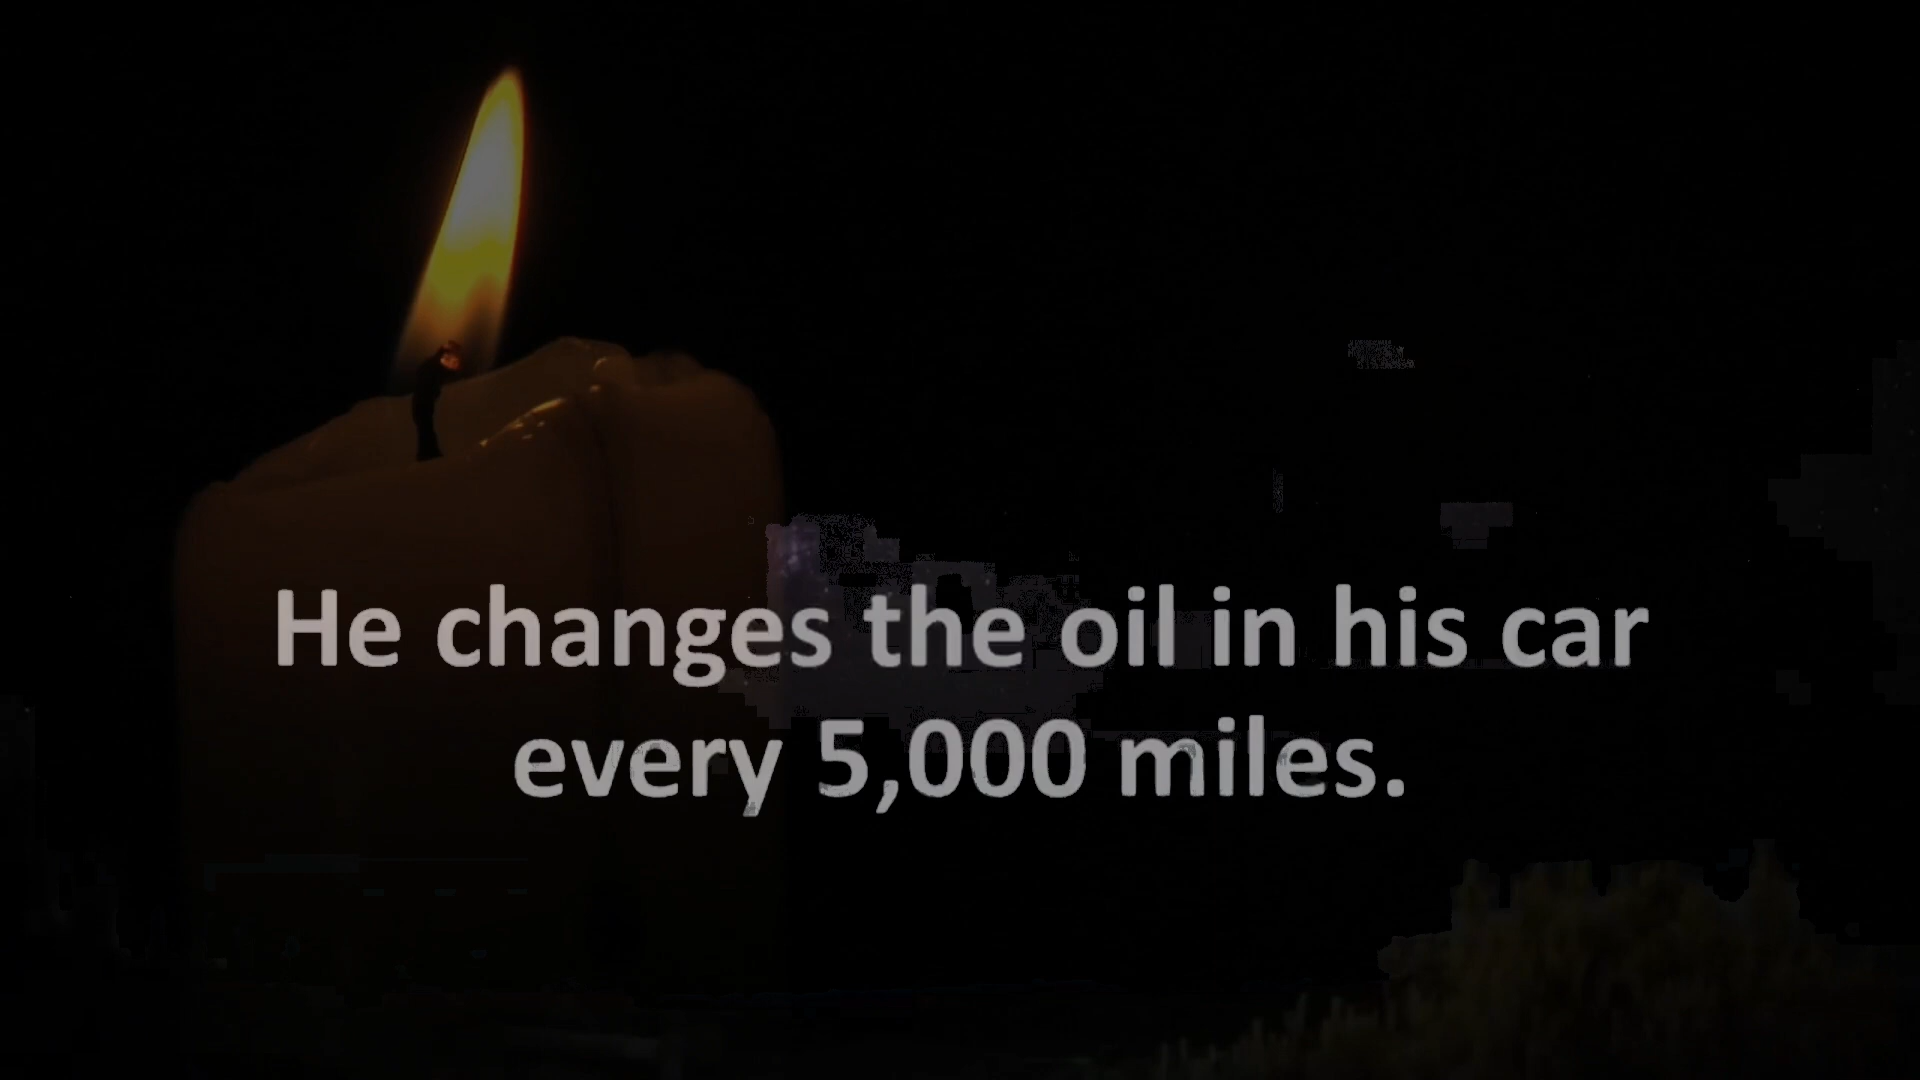 He changes the oil in his car
every 5,000 miles.